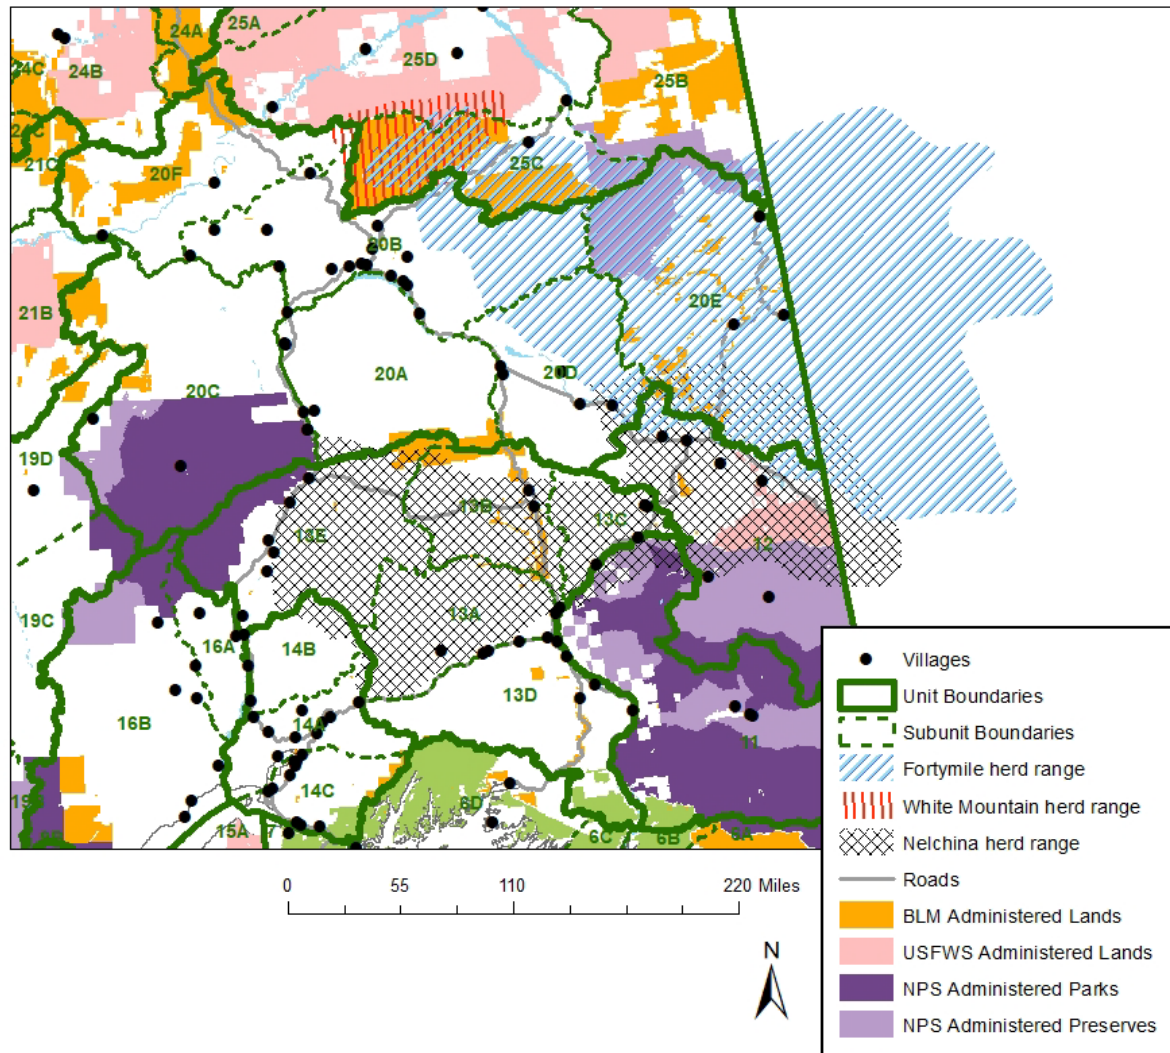 24A
25A
25D
24C
24B
25B
21C
25C
20F
20B
20E
21B
20A
20D
20C
19D
13B
13C
13E
12
19C
13A
16A
14B
13D
16B
14A
11
14C
6D
15A
7
6C
6B
6A
0
55
110
220 Miles
N
Villages
Unit Boundaries
Subunit Boundaries
Fortymile herd range
White Mountain herd range
Nelchina herd range
Roads
BLM Administered Lands
USFWS Administered Lands
NPS Administered Parks
NPS Administered Preserves